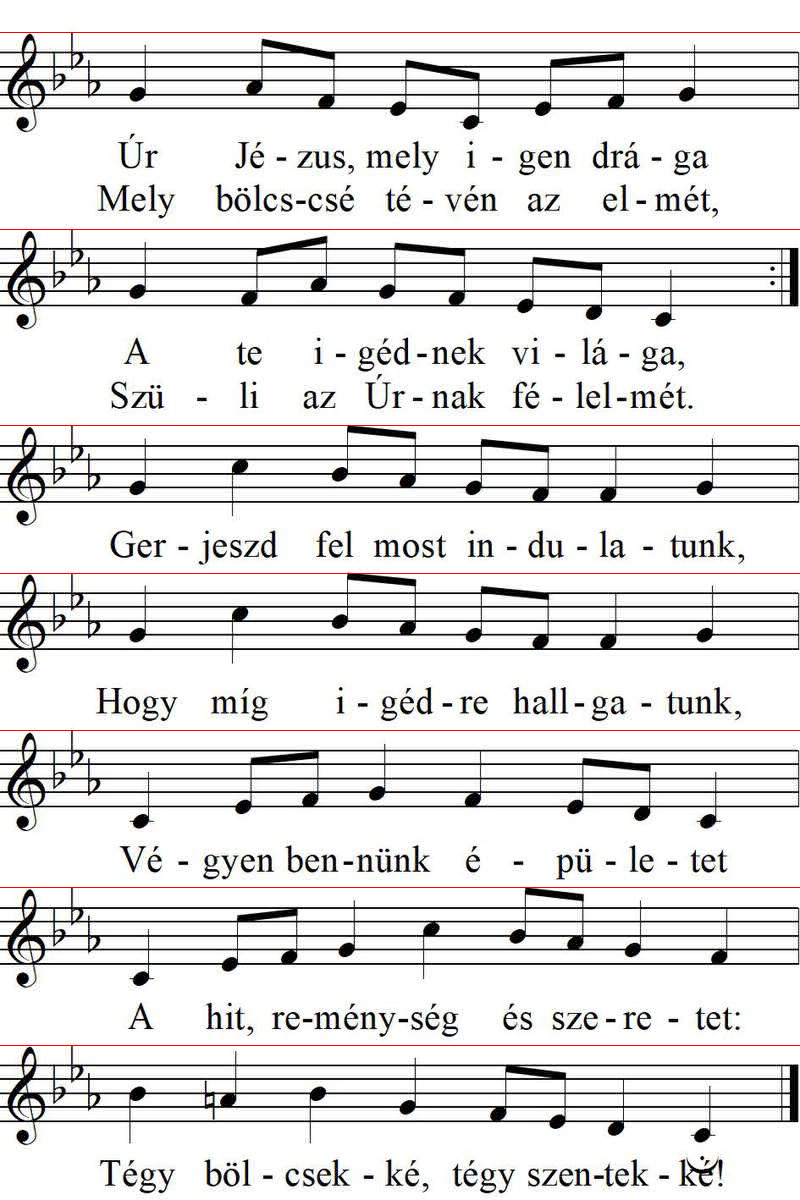 Úr Jé - zus, mely i - gen drá - ga
Mely bölcs-csé té - vén az el - mét,
A te i - géd - nek vi - lá - ga,
Szü - li az Úr - nak fé - lel - mét.
Ger - jeszd fel most in - du - la - tunk,
Hogy míg i - géd - re hall - ga - tunk,
Vé - gyen ben - nünk é - pü - le - tet
A hit, re-mény-ség és sze - re - tet:
Tégy böl - csek - ké, tégy szen-tek - ké!